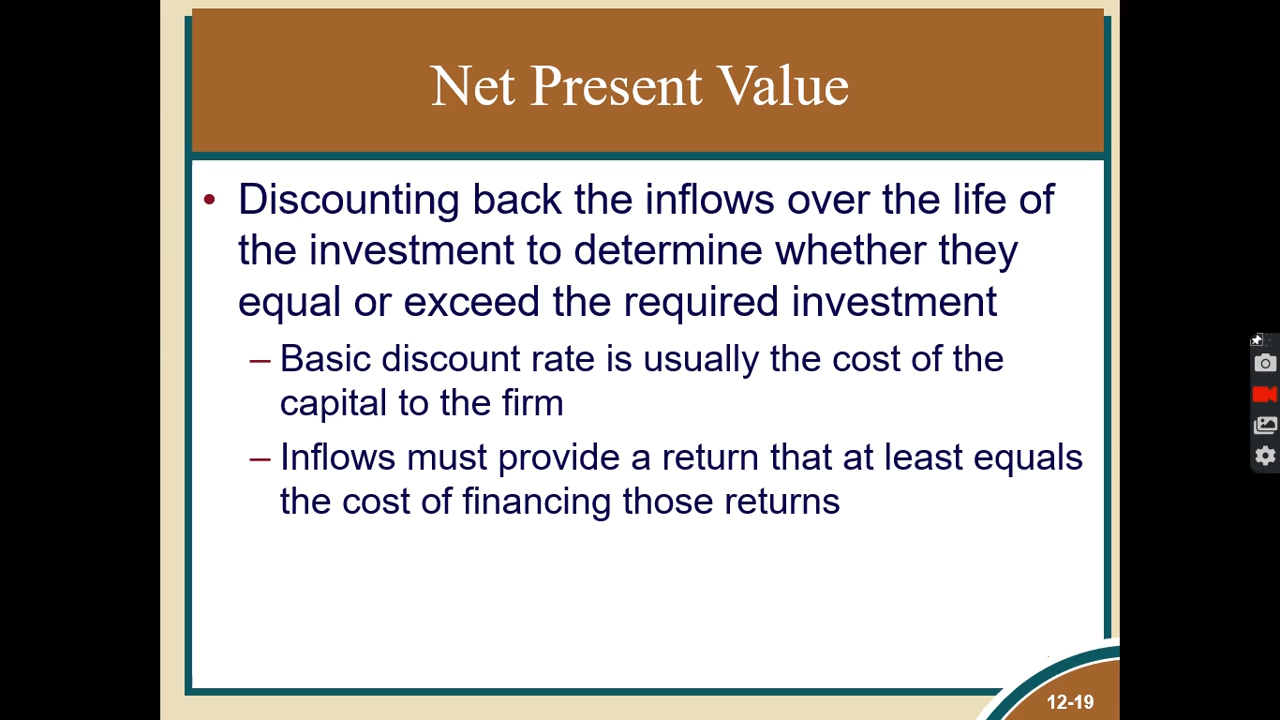 Net Present Value
• Discounting back the inflows over the life of
the investment to determine whether they
equal or exceed the required investment
– Basic discount rate is usually the cost of the
capital to the firm
– Inflows must provide a return that at least equals
the cost of financing those returns
12-19